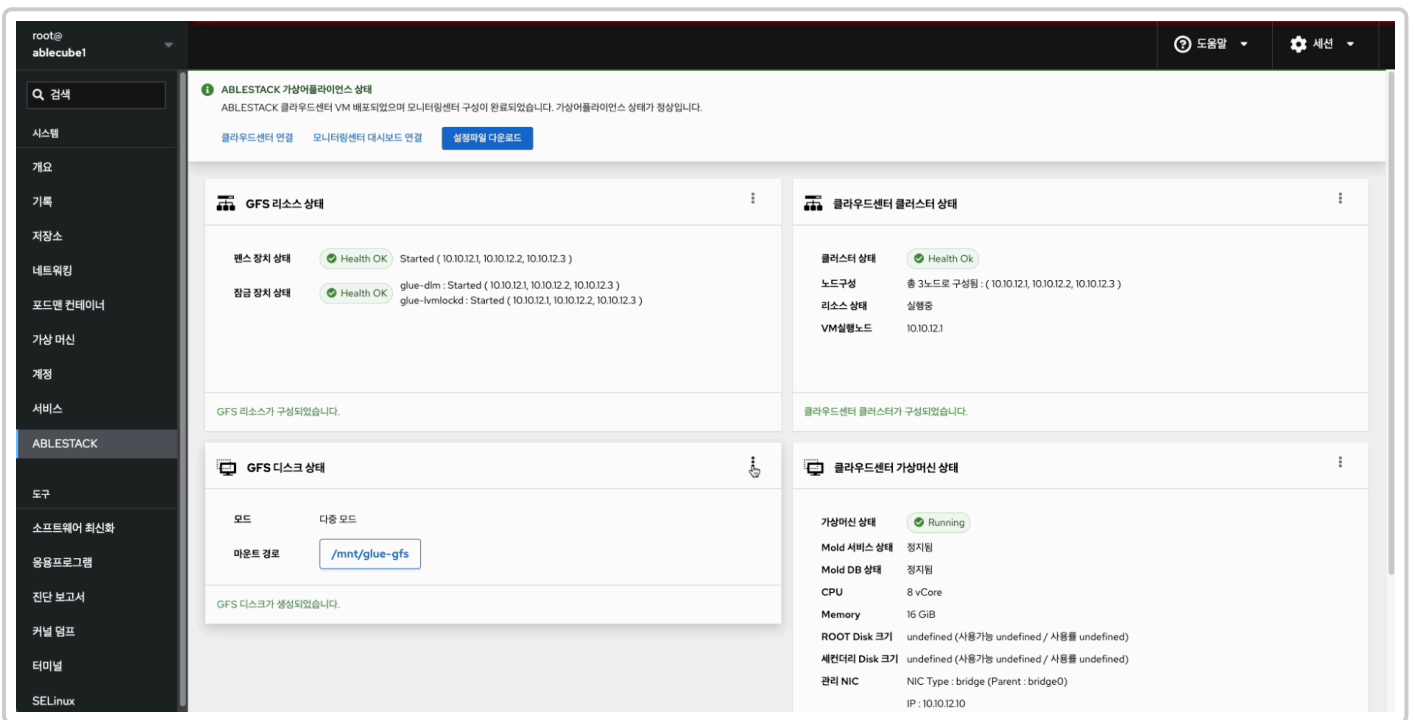 root@
ablecube1
도움말
세션
검색
시스템
개요
기록
저장소
네트워킹
포드맨 컨테이너
가상 머신
계정
서비스
ABLESTACK
도구
소프트웨어 최신화
응용프로그램
진단 보고서
커널 덤프
터미널
SELinux
ABLESTACK 가상어플라이언스 상태
ABLESTACK 클라우드센터 VM 배포되었으며 모니터링센터 구성이 완료되었습니다. 가상어플라이언스 상태가 정상입니다.
클라우드센터 연결 모니터링센터 대시보드 연결 설정파일 다운로드
GFS 리소스 상태
펜스 장치 상태 Health OK Started ( 10.10.12.1, 10.10.12.2, 10.10.12.3 )
잠금 장치 상태 Health OK glue-dlm : Started ( 10.10.12.1, 10.10.12.2, 10.10.12.3 )
glue-lvmlockd : Started ( 10.10.12.1, 10.10.12.2, 10.10.12.3 )
GFS 리소스가 구성되었습니다.
클라우드센터 클러스터 상태
클러스터 상태 Health Ok
노드구성 총 3노드로 구성됨 : ( 10.10.12.1, 10.10.12.2, 10.10.12.3 )
리소스 상태 실행중
VM실행노드 10.10.12.1
클라우드센터 클러스터가 구성되었습니다.
GFS 디스크 상태
모드 다중 모드
마운트 경로 /mnt/glue-gfs
GFS 디스크가 생성되었습니다.
클라우드센터 가상머신 상태
가상머신 상태 Running
Mold 서비스 상태 정지됨
Mold DB 상태 정지됨
CPU 8 vCore
Memory 16 GiB
ROOT Disk 크기 undefined (사용가능 undefined / 사용률 undefined)
세컨더리 Disk 크기 undefined (사용가능 undefined / 사용률 undefined)
관리 NIC NIC Type : bridge (Parent : bridge0)
IP : 10.10.12.10